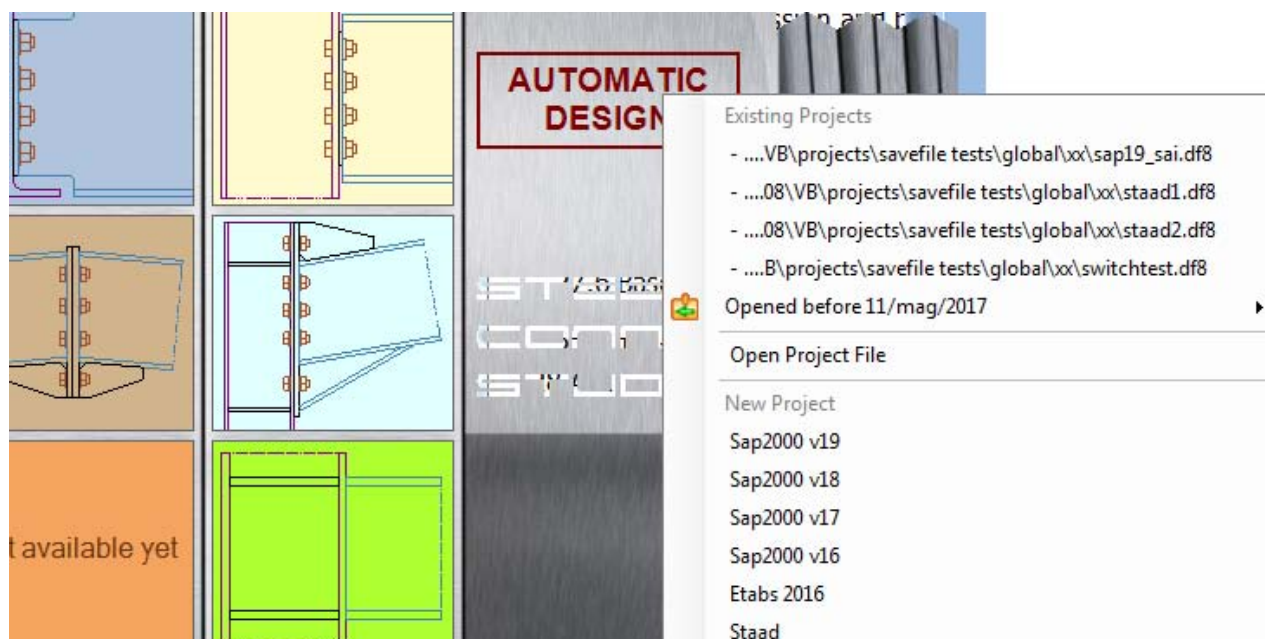 AUTOMATIC
DESIGN
Existing Projects
- ....VB\projects\savefile tests\global\xx\sap19_sai.df8
- ....08\VB\projects\savefile tests\global\xx\staad1.df8
- ....08\VB\projects\savefile tests\global\xx\staad2.df8
- ....B\projects\savefile tests\global\xx\switchtest.df8
Opened before 11/mag/2017
Open Project File
New Project
Sap2000 v19
Sap2000 v18
Sap2000 v17
Sap2000 v16
Etabs 2016
Staad
t available yet